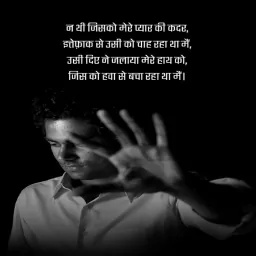 न थी जिसको मेरे प्यार की कदर,
इत्तेफ़ाक से उसी को चाह रहा था मैं,
उसी दिए ने जलाया मेरे हाथ को,
जिस को हवा से बचा रहा था मैं।